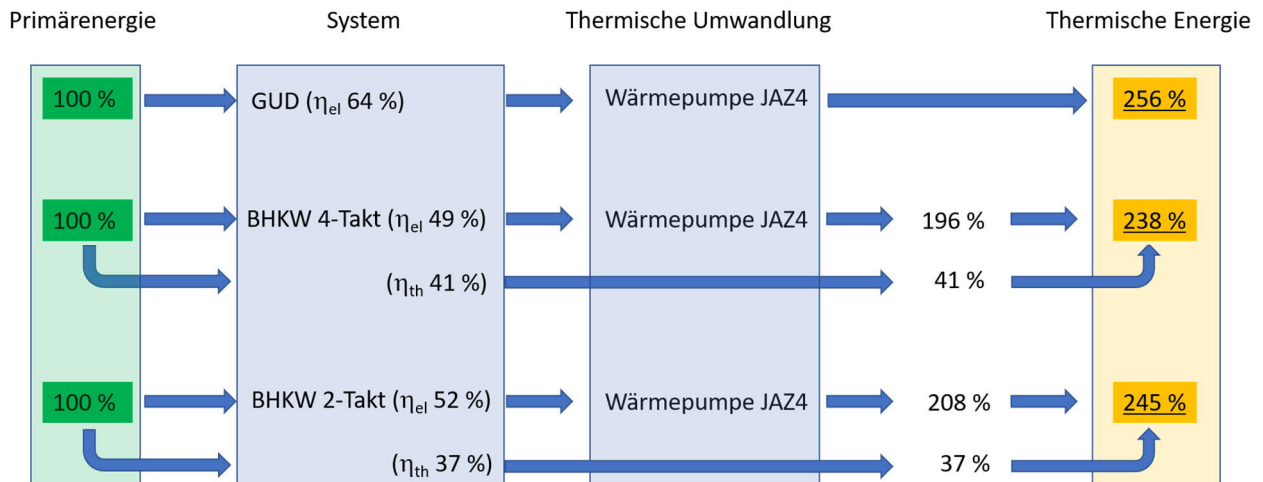 Primärenergie System Thermische Umwandlung Thermische Energie
100 % GUD (ηel 64 %) Wärmepumpe JAZ4 256 %
100 % BHKW 4-Takt (ηel 49 %) Wärmepumpe JAZ4 196 % 238 %
(ηth 41 %) 41 %
100 % BHKW 2-Takt (ηel 52 %) Wärmepumpe JAZ4 208 % 245 %
(ηth 37 %) 37 %